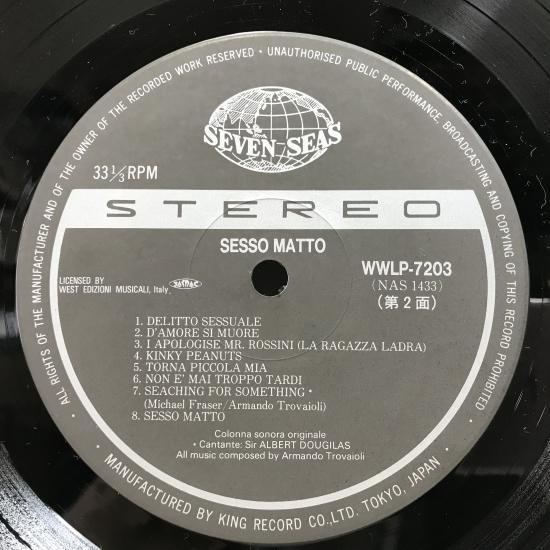 ALL RIGHTS OF THE MANUFACTURER AND OF THE OWNER OF THE RECORDED WORK RESERVED • UNAUTHORISED PUBLIC PERFORMANCE, BROADCASTING AND COPYING OF THIS RECORD PROHIBITED •
SEVEN SEAS
33⅓RPM
STEREO
SESSO MATTO
WWLP-7203
(NAS 1433)
(第2面)
LICENSED BY
WEST EDIZIONI MUSICALI, Italy.
1. DELITTO SESSUALE
2. D'AMORE SI MUORE
3. I APOLOGISE MR. ROSSINI (LA RAGAZZA LADRA)
4. KINKY PEANUTS
5. TORNA PICCOLA MIA
6. NON E' MAI TROPPO TARDI
7. SEACHING FOR SOMETHING *
(Michael Fraser/Armando Trovaioli)
8. SESSO MATTO
Colonna sonora originale
* Cantante: Sir ALBERT DOUGILAS
All music composed by Armando Trovaioli
• MANUFACTURED BY KING RECORD CO.,LTD. TOKYO, JAPAN •